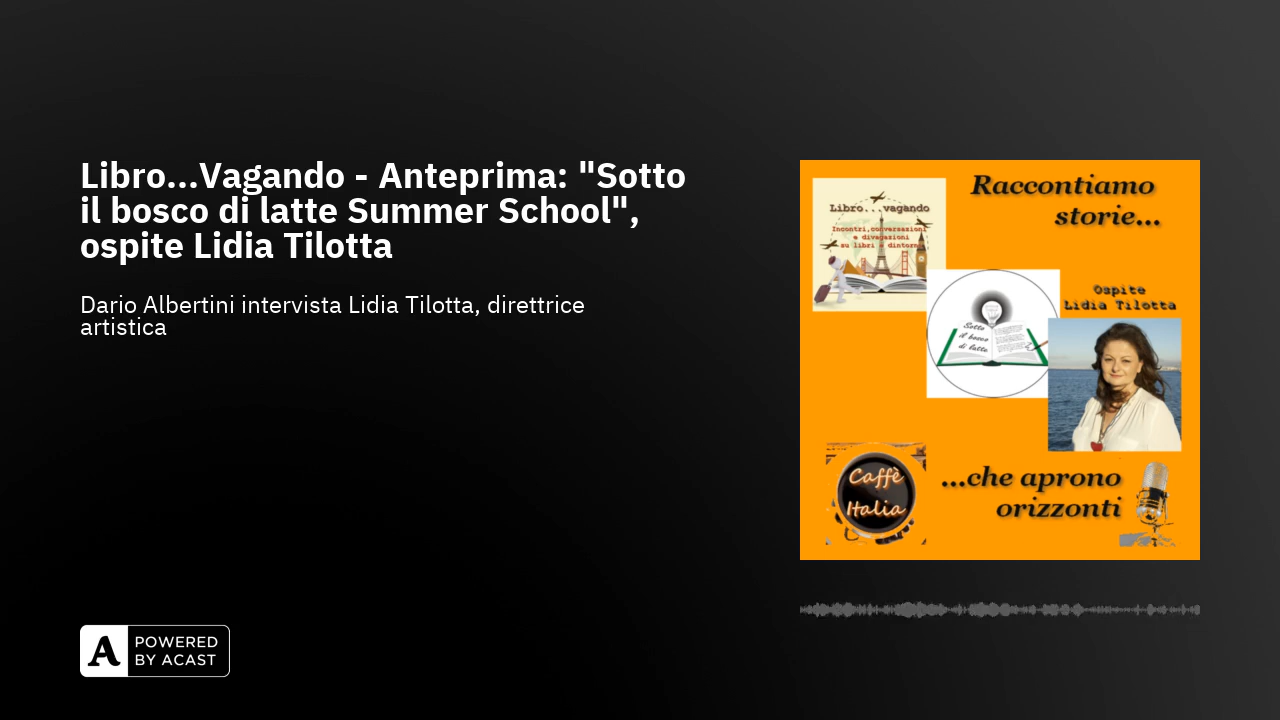 Libro...Vagando - Anteprima: "Sotto
il bosco di latte Summer School",
ospite Lidia Tilotta
Dario Albertini intervista Lidia Tilotta, direttrice
artistica
Raccontiamo
storie...
Libro...vagando
Incontri,conversazioni
e divagazioni
su libri e dintorni
Ospite
Lidia Tilotta
Sotto
il bosco
di latte
Caffè
Italia
...che aprono
orizzonti
A
POWERED
BY ACAST